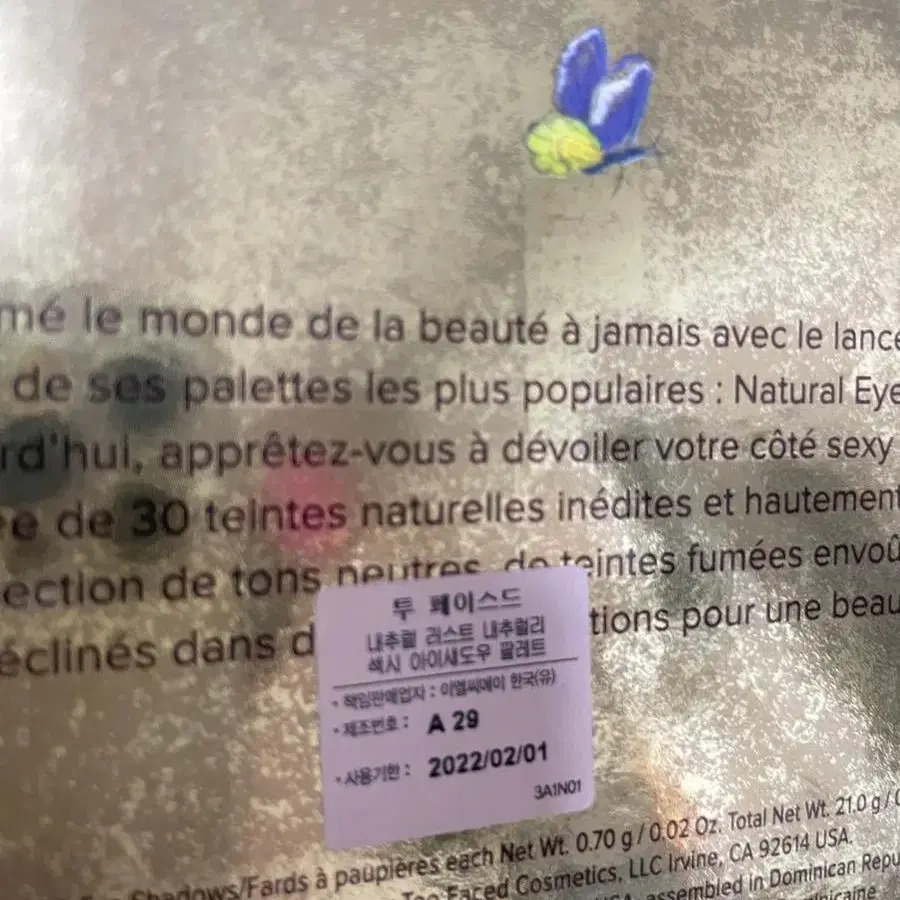 mé le monde de la beauté à jamais avec le lance
de ses palettes les plus populaires : Natural Eye
rd'hui, apprêtez-vous à dévoiler votre côté sexy
e de 30 teintes naturelles inédites et hautement
ection de tons neutres, de teintes fumées envoû
éclinés dans d
tions pour une beau
투 페이스드
내추럴 러스트 내추럴리
섹시 아이섀도우 팔레트
• 책임판매업자 : 이엘씨에이 한국(유)
• 제조번호 : A 29
• 사용기한 : 2022/02/01
3A1N01
Shadows/Fards à paupières each Net Wt. 0.70 g / 0.02 Oz. Total Net Wt. 21.0 g / 0
Too Faced Cosmetics, LLC Irvine, CA 92614 USA.
assembled in Dominican Repu